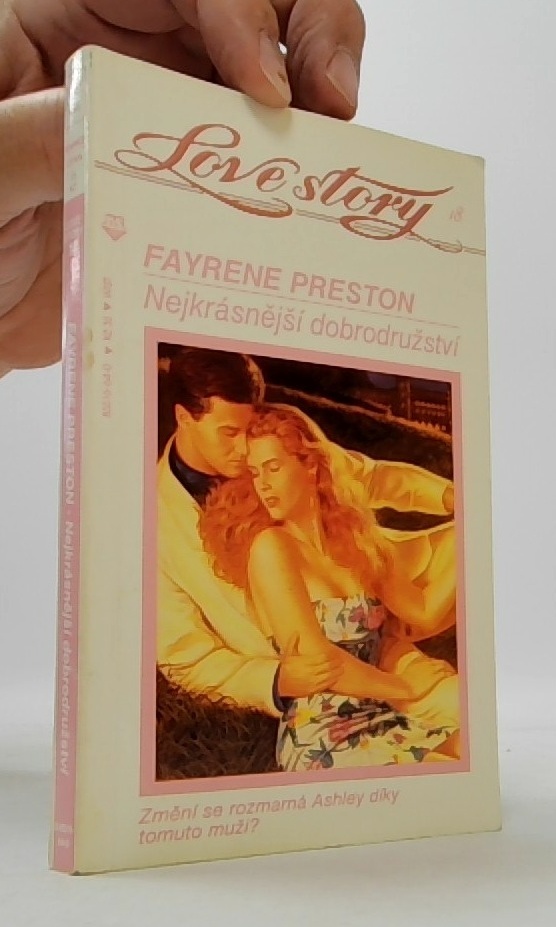 Love story
18
FAYRENE PRESTON
Nejkrásnější dobrodružství
Změní se rozmarná Ashley díky
tomuto muži?
FAYRENE PRESTON · Nejkrásnější dobrodružství